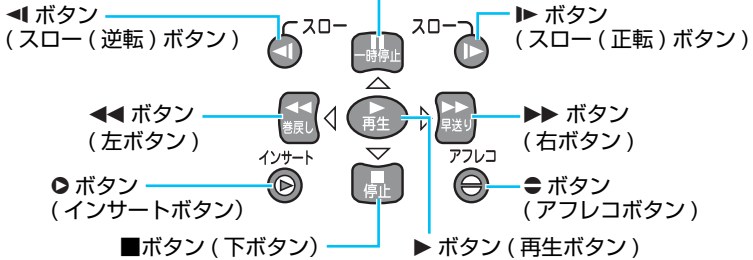 ◀❙ ボタン
( スロー ( 逆転 ) ボタン )
スロー
スロー
❙▶ ボタン
( スロー ( 正転 ) ボタン )
一時停止
◀◀ ボタン
( 左ボタン )
巻戻し
再生
早送り
▶▶ ボタン
( 右ボタン )
インサート
アフレコ
ボタン
( インサートボタン)
停止
ボタン
( アフレコボタン )
■ボタン ( 下ボタン)
▶ ボタン ( 再生ボタン )